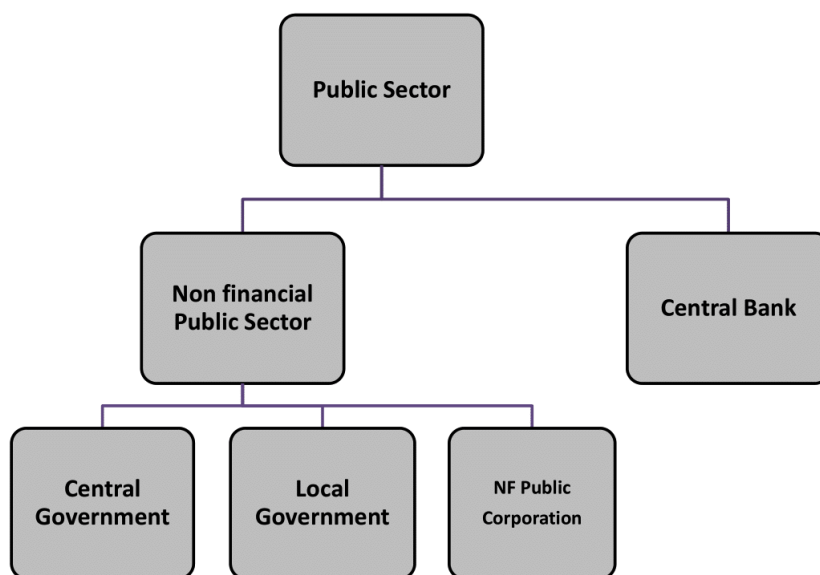 Public Sector
Non financial
Public Sector
Central Bank
Central
Government
Local
Government
NF Public
Corporation